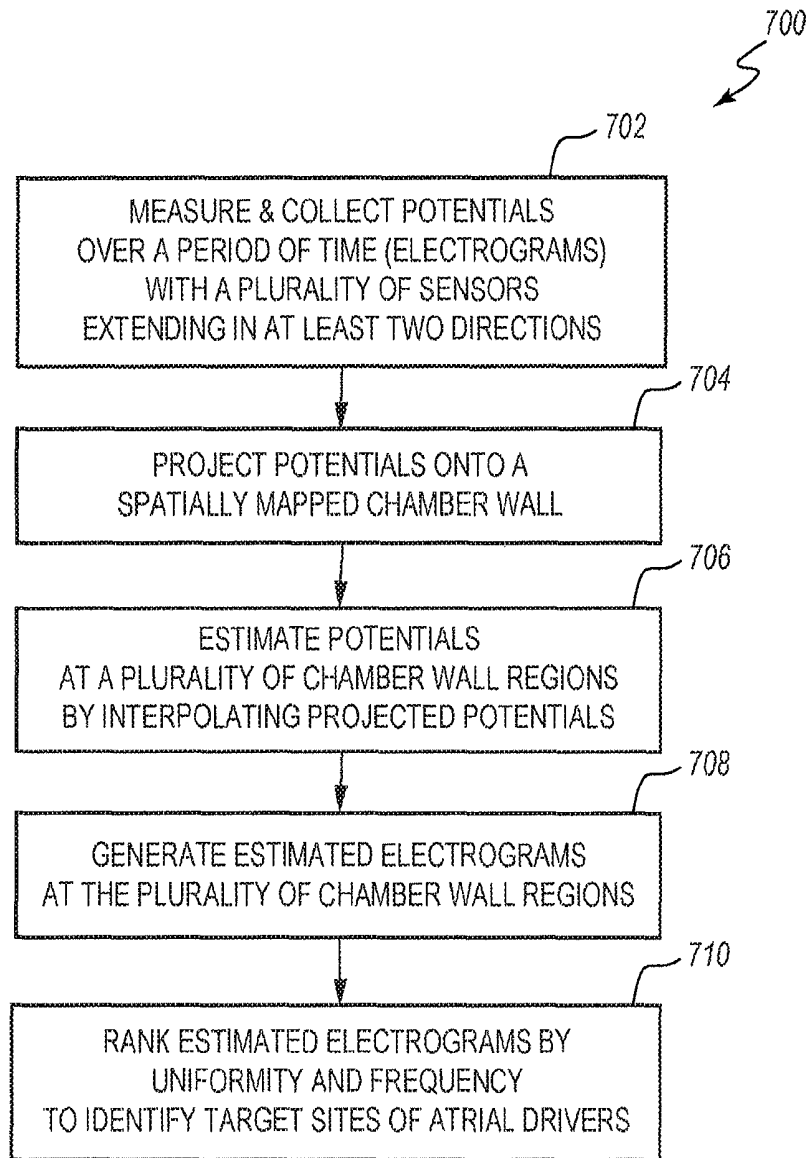 700
702
MEASURE & COLLECT POTENTIALS
OVER A PERIOD OF TIME (ELECTROGRAMS)
WITH A PLURALITY OF SENSORS
EXTENDING IN AT LEAST TWO DIRECTIONS
704
PROJECT POTENTIALS ONTO A
SPATIALLY MAPPED CHAMBER WALL
706
ESTIMATE POTENTIALS
AT A PLURALITY OF CHAMBER WALL REGIONS
BY INTERPOLATING PROJECTED POTENTIALS
708
GENERATE ESTIMATED ELECTROGRAMS
AT THE PLURALITY OF CHAMBER WALL REGIONS
710
RANK ESTIMATED ELECTROGRAMS BY
UNIFORMITY AND FREQUENCY
TO IDENTIFY TARGET SITES OF ATRIAL DRIVERS